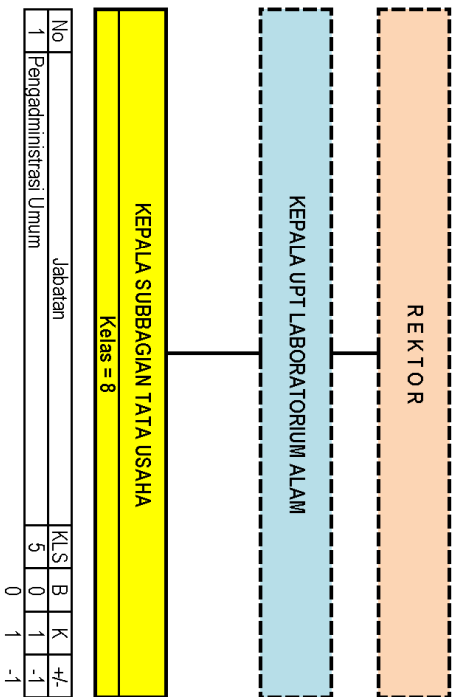 REKTOR
KEPALA UPT LABORATORIUM ALAM
KEPALA SUBBAGIAN TATA USAHA
Kelas = 8
No Jabatan KLS B K +/-
1 Pengadministrasi Umum 5 0 1 -1
0 1 -1